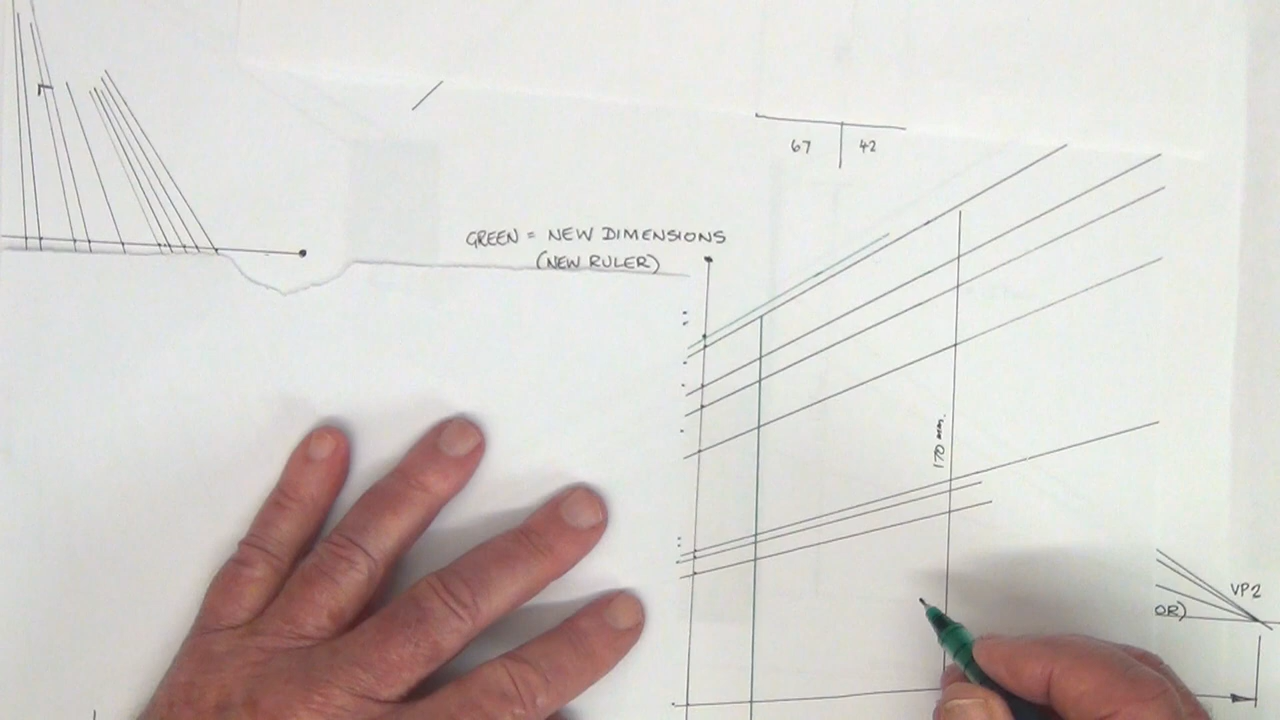 67 42
GREEN = NEW DIMENSIONS
(NEW RULER)
170 mm.
VP2
OR)